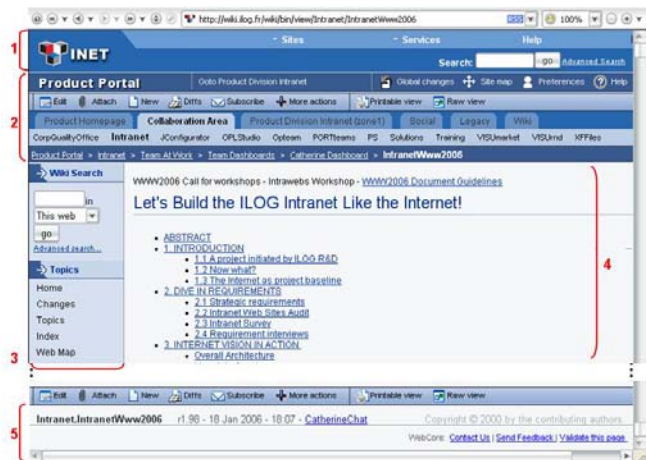 http://wiki.ilog.fr/wiki/bin/view/Intranet/IntranetWww2006 RSS 100%
1
INET
Sites Services Help
Search: go Advanced Search
Product Portal Goto Product Division Intranet Global changes Site map Preferences Help
2
Edit Attach New Diffs Subscribe More actions Printable view Raw view
Product Homepage Collaboration Area Product Division Intranet (zone1) Social Legacy Wiki
CorpQualityOffice Intranet JConfigurator OPLStudio Opteam PORTteams PS Solutions Training VISUmarket VISUrnd XFFiles
Product Portal > Intranet > Team At Work > Team Dashboards > Catherine Dashboard > IntranetWww2006
3
Wiki Search
in
This web
go
Advanced search...
Topics
Home
Changes
Topics
Index
Web Map
4
WWW2006 Call for workshops - Intrawebs Workshop - WWW2006 Document Guidelines
Let's Build the ILOG Intranet Like the Internet!
ABSTRACT
1. INTRODUCTION
1.1 A project initiated by ILOG R&D
1.2 Now what?
1.3 The Internet as project baseline
2. DIVE IN REQUIREMENTS
2.1 Strategic requirements
2.2 Intranet Web Sites Audit
2.3 Intranet Survey
2.4 Requirement interviews
3. INTERNET VISION IN ACTION
Overall Architecture
Edit Attach New Diffs Subscribe More actions Printable view Raw view
5
Intranet.IntranetWww2006 r1.98 - 18 Jan 2006 - 18:07 - CatherineChat Copyright © 2000 by the contributing authors.
WebCore: Contact Us | Send Feedback | Validate this page